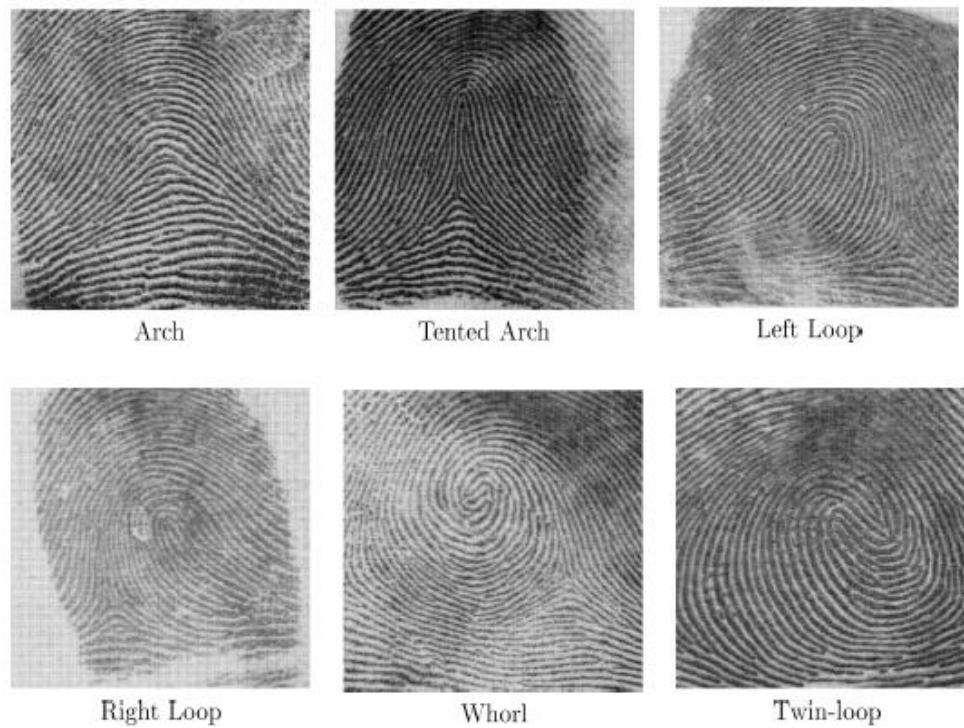 Arch
Tented Arch
Left Loop
Right Loop
Whorl
Twin-loop